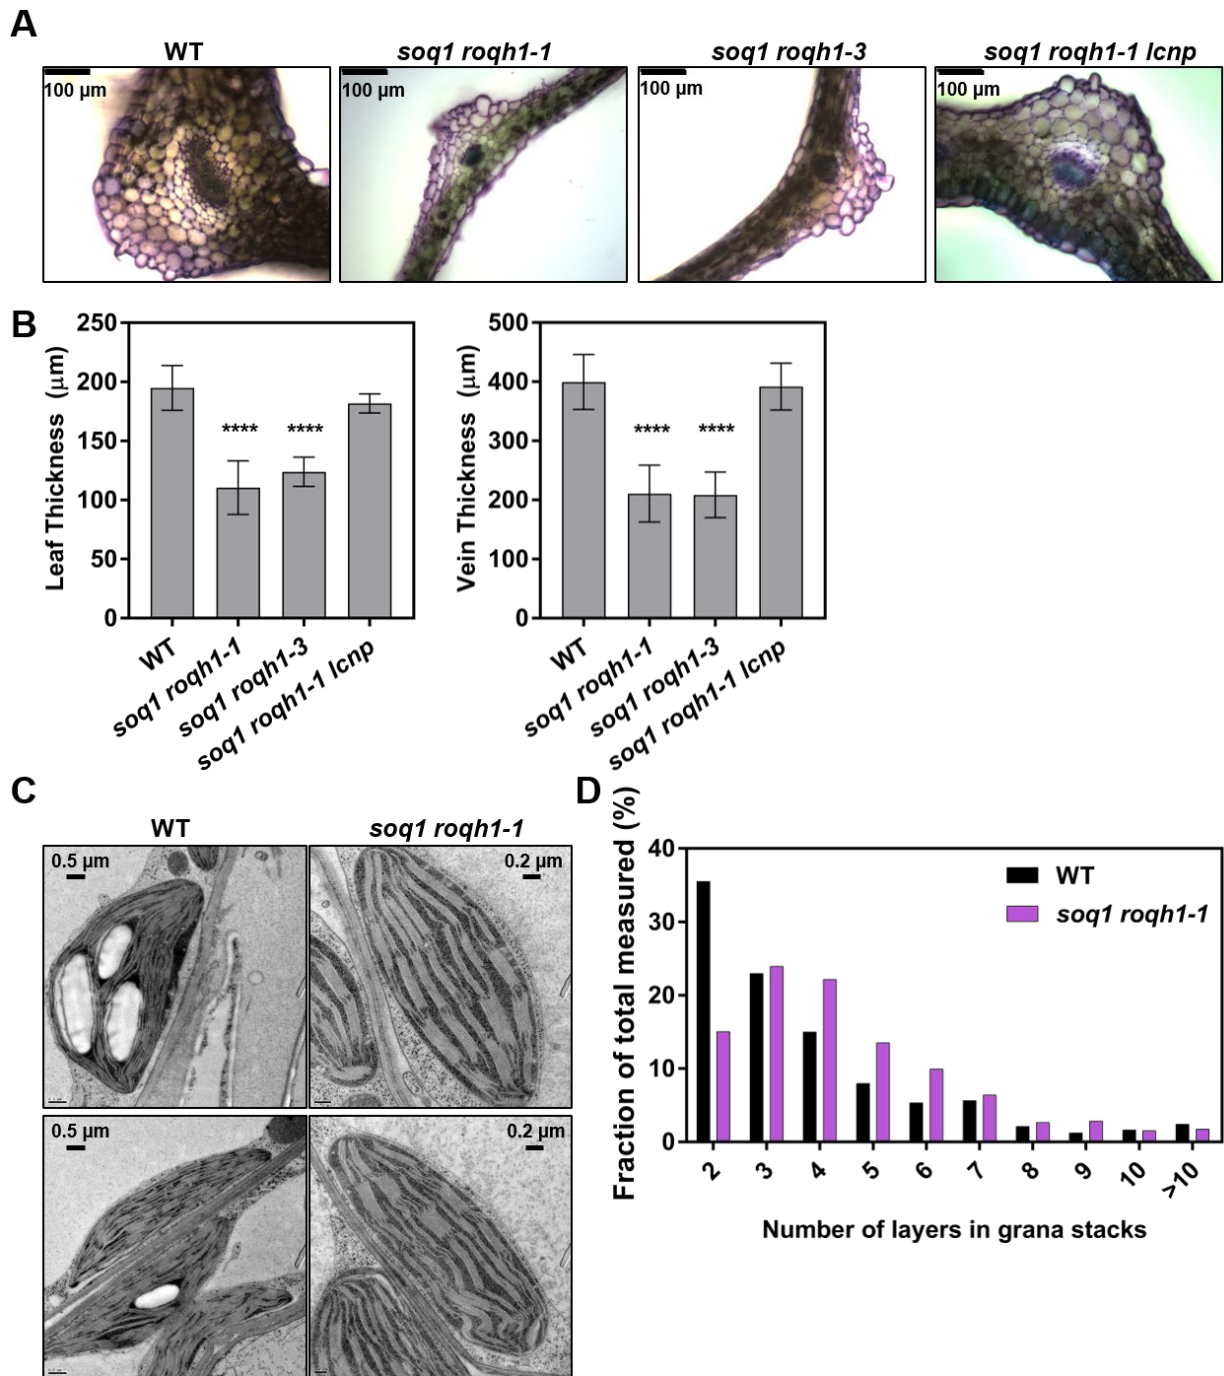 A
WT
soq1 roqh1-1
soq1 roqh1-3
soq1 roqh1-1 lcnp
100 µm
100 µm
100 µm
100 µm
B
Leaf Thickness (µm)
250
200
150
100
50
0
WT
soq1 roqh1-1
soq1 roqh1-3
soq1 roqh1-1 lcnp
****
****
Vein Thickness (µm)
500
400
300
200
100
0
WT
soq1 roqh1-1
soq1 roqh1-3
soq1 roqh1-1 lcnp
****
****
C
WT
soq1 roqh1-1
0.5 µm
0.2 µm
0.5 µm
0.2 µm
D
Fraction of total measured (%)
40
30
20
10
0
WT
soq1 roqh1-1
2
3
4
5
6
7
8
9
10
>10
Number of layers in grana stacks